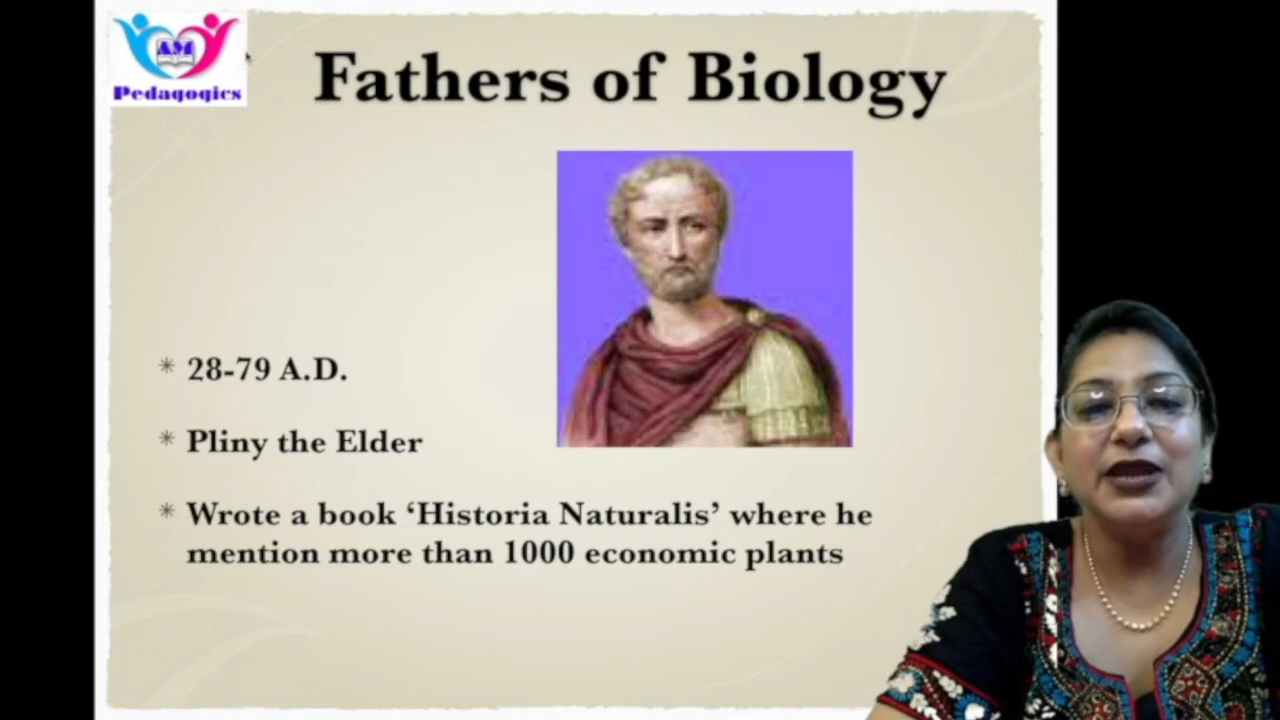 AM
Pedagogics
Fathers of Biology
* 28-79 A.D.
* Pliny the Elder
* Wrote a book ‘Historia Naturalis’ where he
mention more than 1000 economic plants